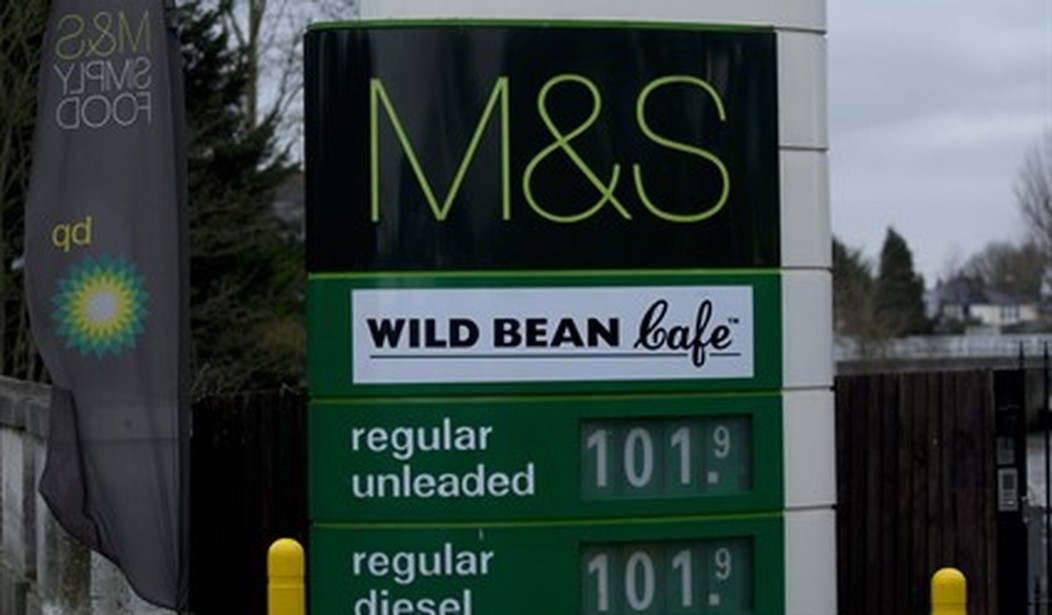 M&S
SIMPLY
FOOD
bp
M&S
WILD BEAN Cafe™
regular
unleaded
101.9
regular
diesel
101.9